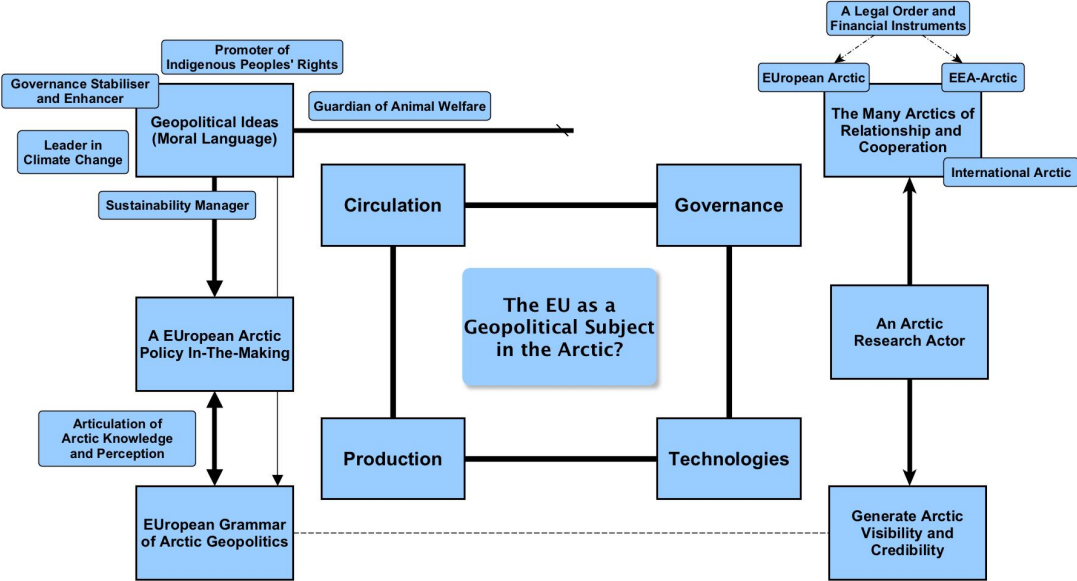 A Legal Order and
Financial Instruments
Promoter of
Indigenous Peoples' Rights
EUropean Arctic
EEA-Arctic
Governance Stabiliser
and Enhancer
Guardian of Animal Welfare
Geopolitical Ideas
(Moral Language)
The Many Arctics of
Relationship and
Cooperation
Leader in
Climate Change
International Arctic
Sustainability Manager
Circulation
Governance
A EUropean Arctic
Policy In-The-Making
The EU as a
Geopolitical Subject
in the Arctic?
An Arctic
Research Actor
Articulation of
Arctic Knowledge
and Perception
Production
Technologies
EUropean Grammar
of Arctic Geopolitics
Generate Arctic
Visibility and
Credibility